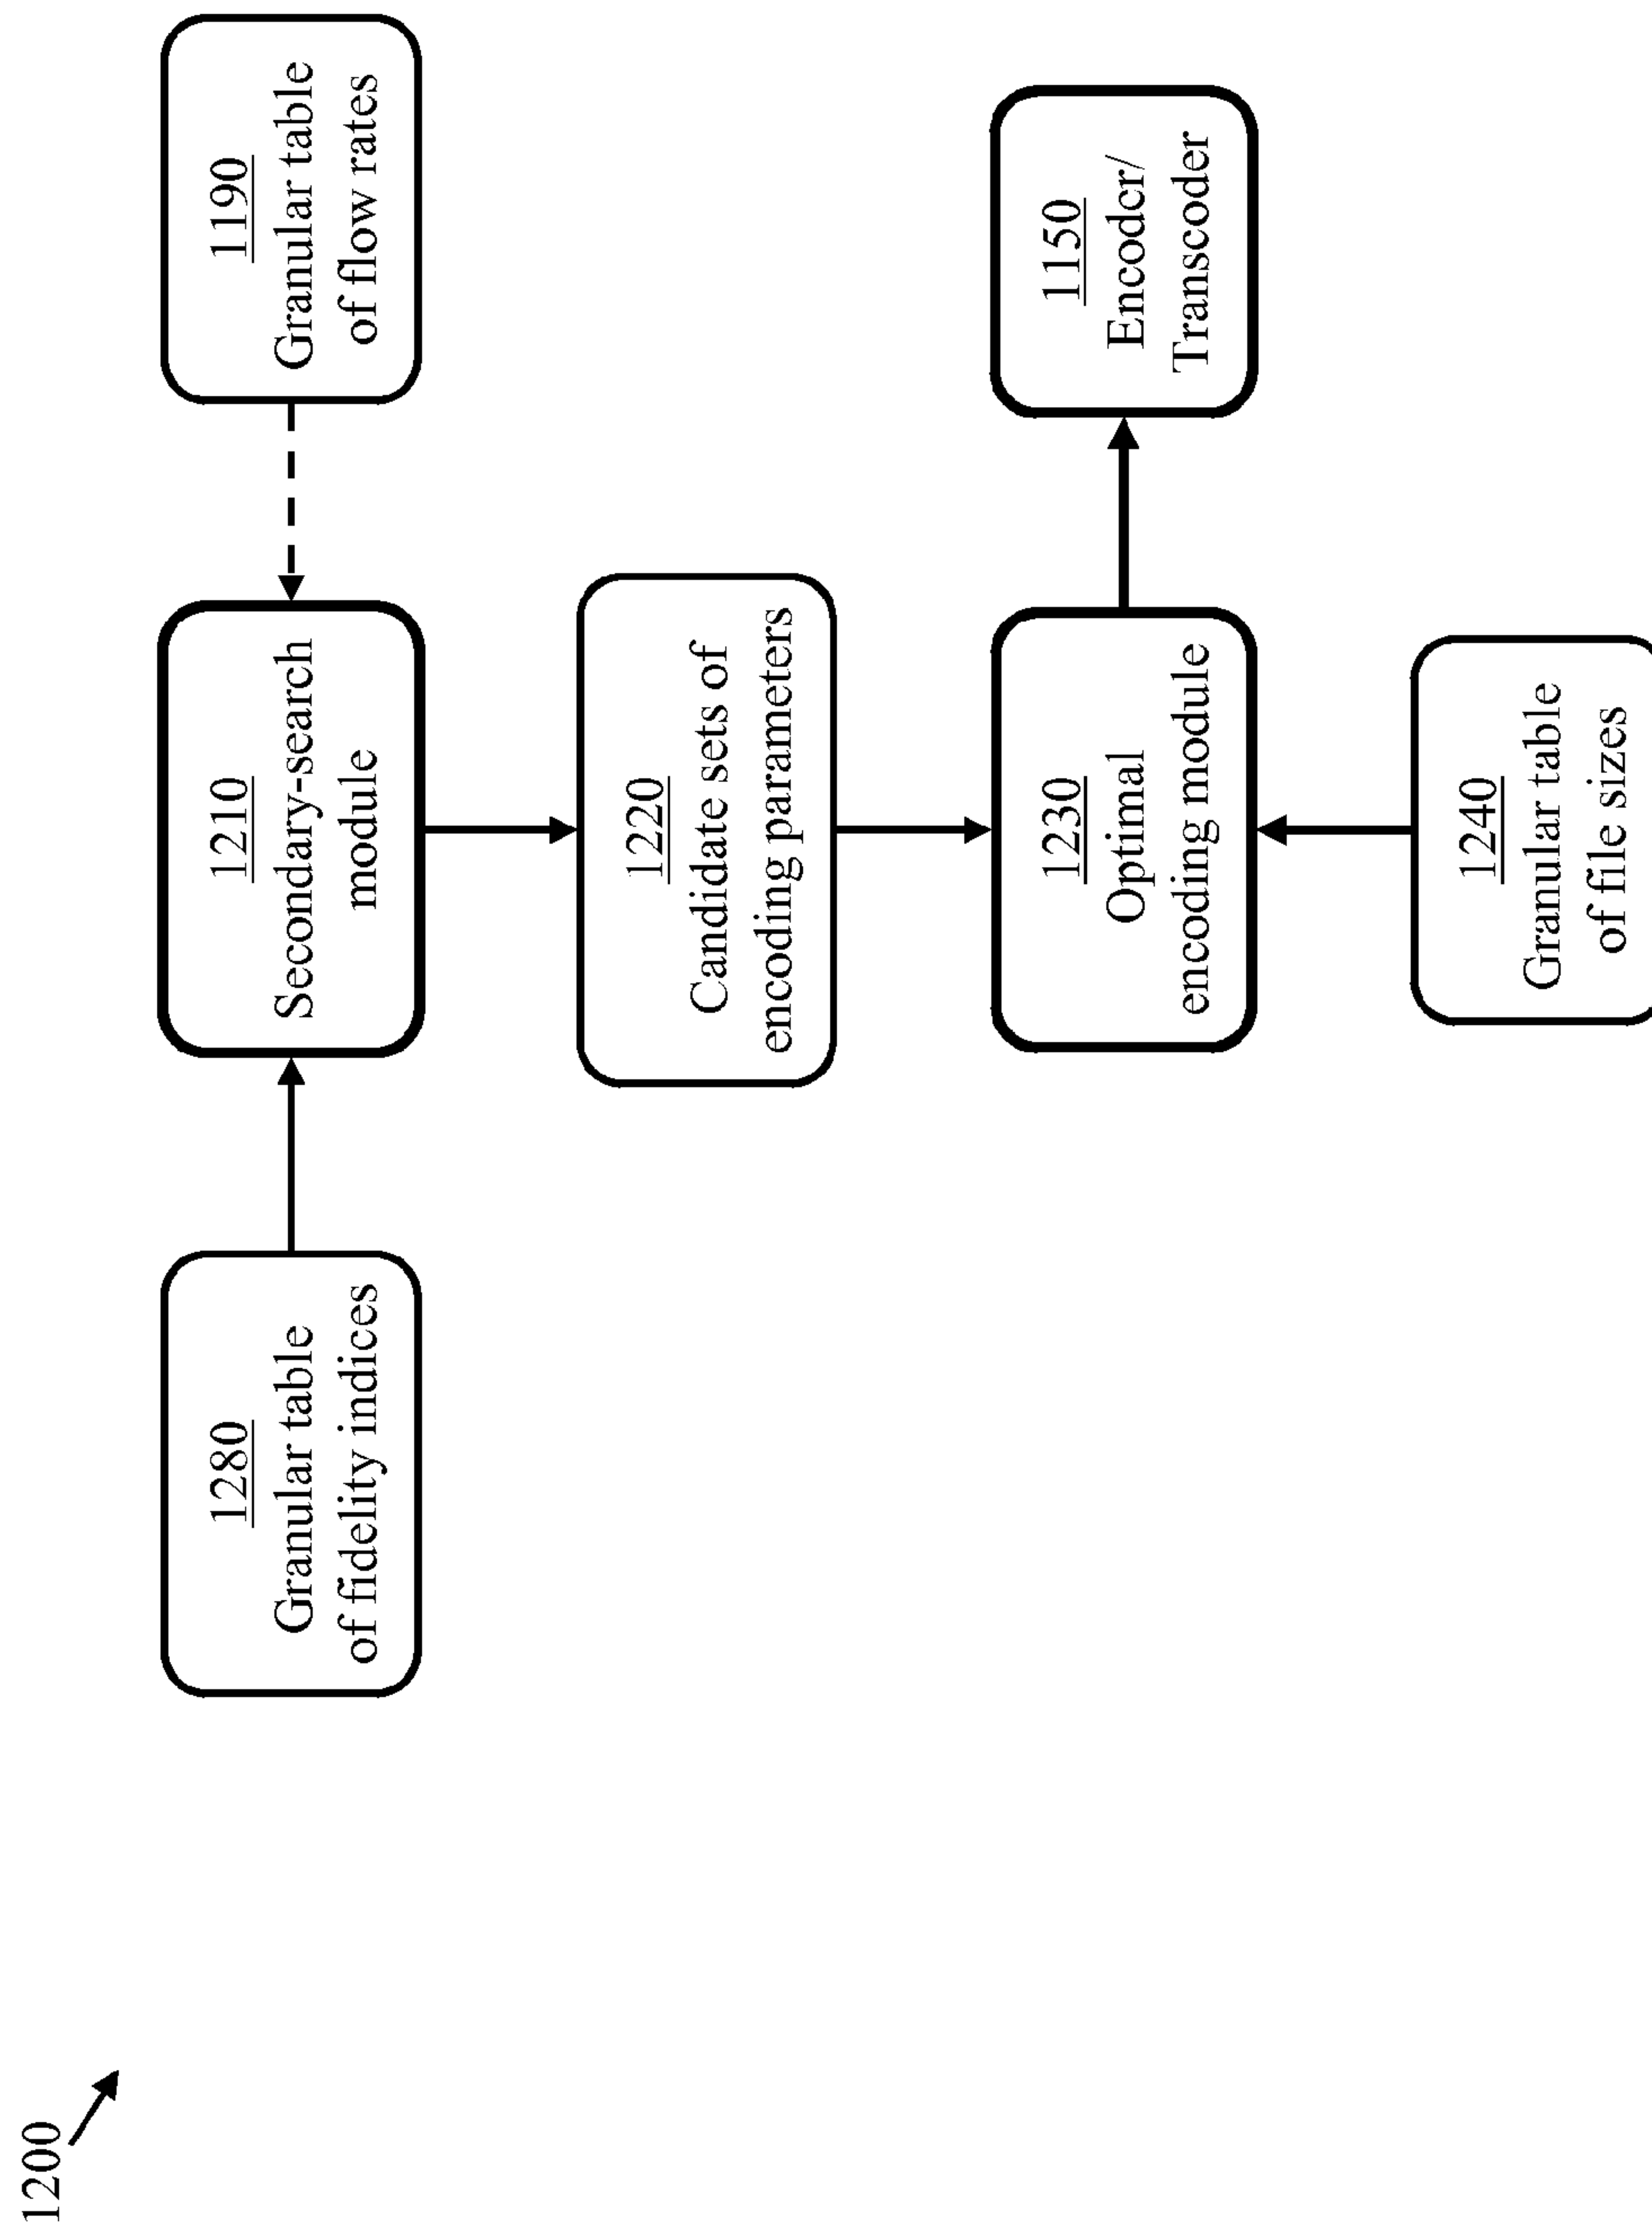 1200
1280
Granular table
of fidelity indices
1210
Secondary-search
module
1190
Granular table
of flow rates
1220
Candidate sets of
encoding parameters
1230
Optimal
encoding module
1150
Encoder/
Transcoder
1240
Granular table
of file sizes